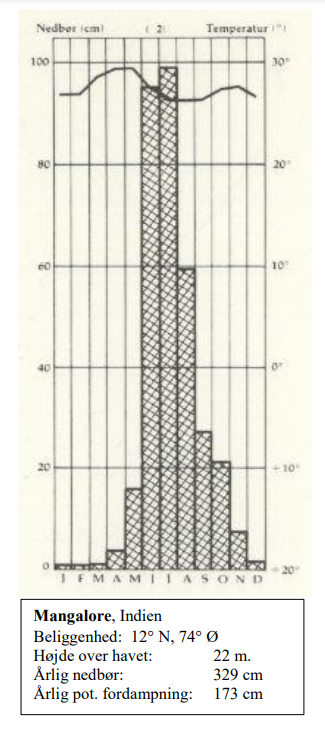 Nedbør (cm) ( 2) Temperatur (°)
100 30°
80 20°
60 10°
40 0°
20 ÷ 10°
0 ÷ 20°
J F M A M J J A S O N D
Mangalore, Indien
Beliggenhed: 12° N, 74° Ø
Højde over havet: 22 m.
Årlig nedbør: 329 cm
Årlig pot. fordampning: 173 cm